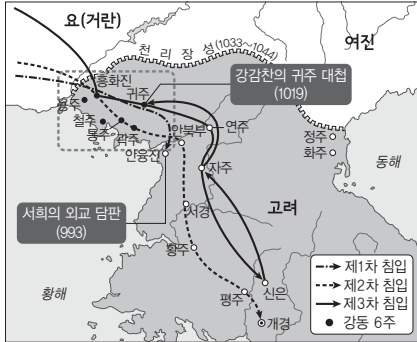 요(거란)
천리장성(1033~1044)
여진
흥화진
귀주
강감찬의 귀주 대첩
(1019)
용주
철주
통주
곽주
안북부
연주
정주
화주
안융진
동해
자주
서희의 외교 담판
(993)
고려
서경
황주
황해
평주
신은
개경
제1차 침입
제2차 침입
제3차 침입
강동 6주